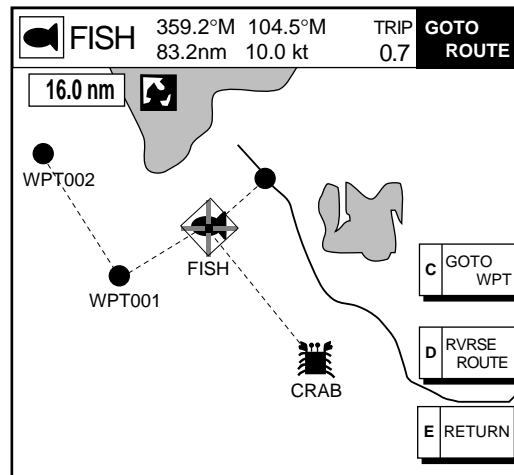 FISH 359.2°M 104.5°M TRIP GOTO
83.2nm 10.0 kt 0.7 ROUTE
16.0 nm
WPT002
FISH
WPT001
CRAB
C GOTO
WPT
D RVRSE
ROUTE
E RETURN